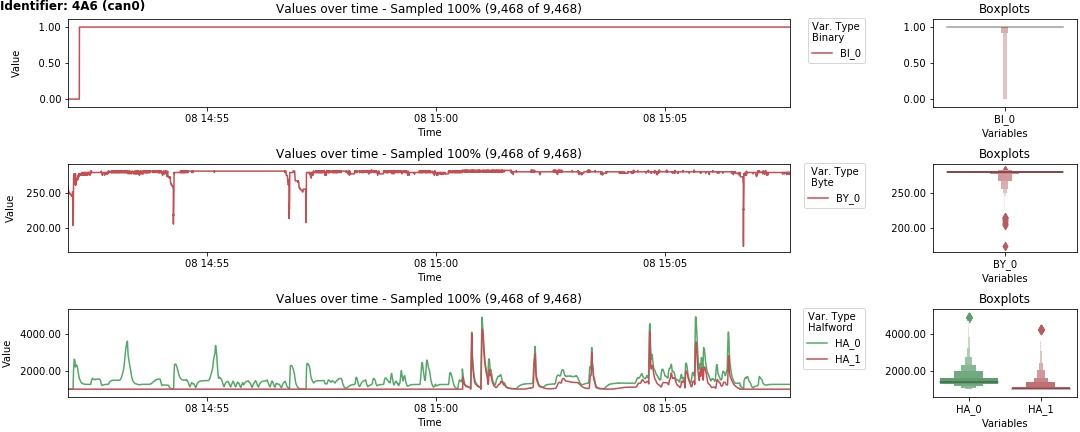 Identifier: 4A6 (can0)
Values over time - Sampled 100% (9,468 of 9,468)
Boxplots
Value
1.00
0.50
0.00
08 14:55
08 15:00
08 15:05
Time
Var. Type
Binary
BI_0
1.00
0.50
0.00
BI_0
Variables
Values over time - Sampled 100% (9,468 of 9,468)
Boxplots
Value
250.00
200.00
08 14:55
08 15:00
08 15:05
Time
Var. Type
Byte
BY_0
250.00
200.00
BY_0
Variables
Values over time - Sampled 100% (9,468 of 9,468)
Boxplots
Value
4000.00
2000.00
08 14:55
08 15:00
08 15:05
Time
Var. Type
Halfword
HA_0
HA_1
4000.00
2000.00
HA_0
HA_1
Variables